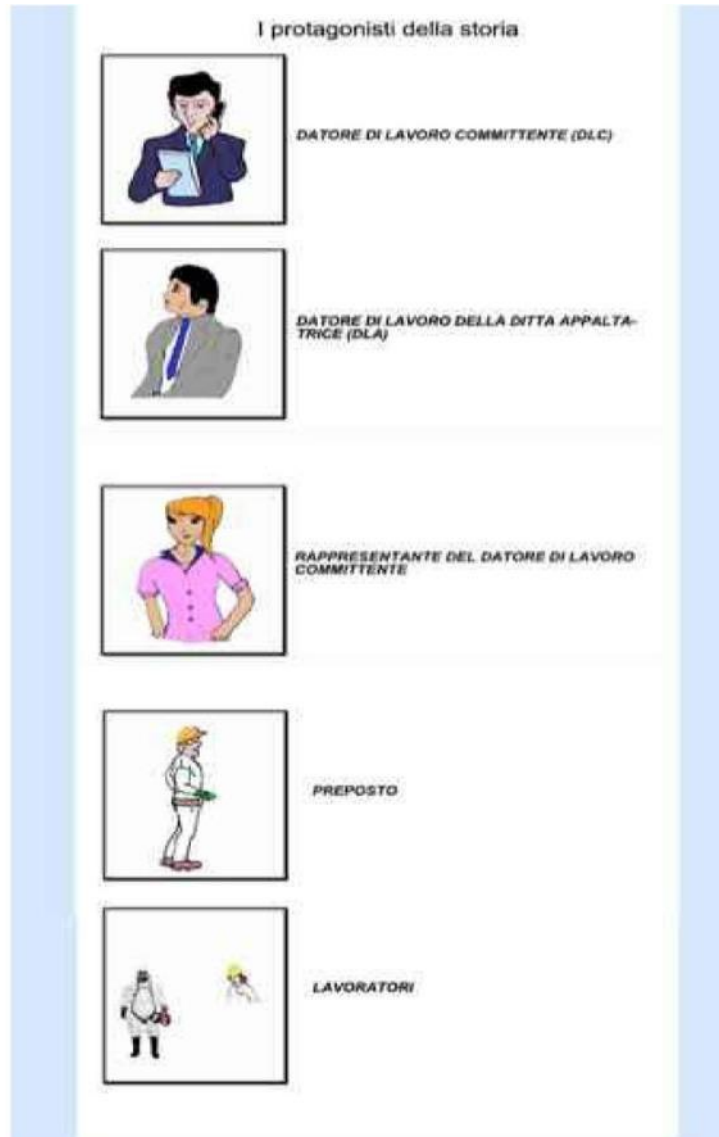 I protagonisti della storia
DATORE DI LAVORO COMMITTENTE (DLC)
DATORE DI LAVORO DELLA DITTA APPALTA-
TRICE (DLA)
RAPPRESENTANTE DEL DATORE DI LAVORO
COMMITTENTE
PREPOSTO
LAVORATORI